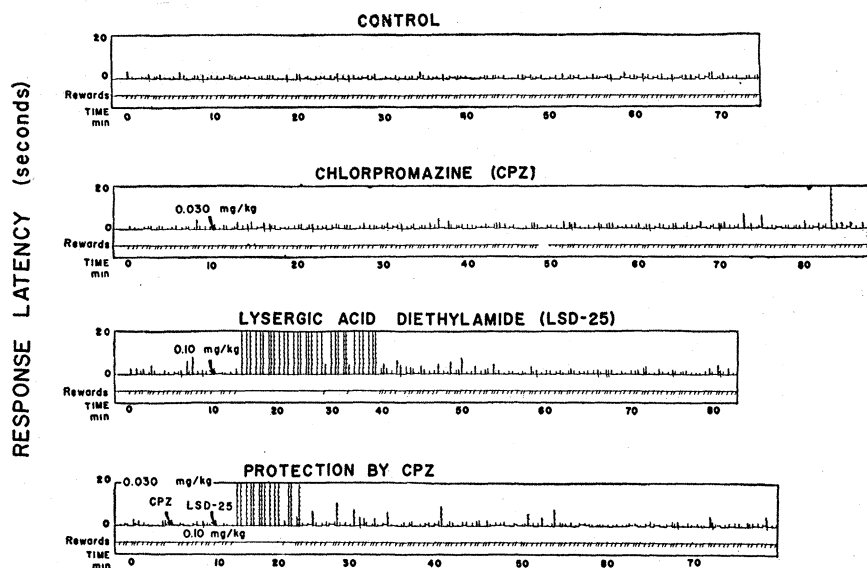 RESPONSE LATENCY (seconds)
CONTROL
20
0
Rewards
TIME min 0 10 20 30 40 50 60 70
CHLORPROMAZINE (CPZ)
20
0.030 mg/kg
0
Rewards
TIME min 0 10 20 30 40 50 60 70 80
LYSERGIC ACID DIETHYLAMIDE (LSD-25)
20
0.10 mg/kg
0
Rewards
TIME min 0 10 20 30 40 50 60 70 80
PROTECTION BY CPZ
20 0.030 mg/kg
CPZ LSD-25
0
0.10 mg/kg
Rewards
TIME min 0 10 20 30 40 50 60 70